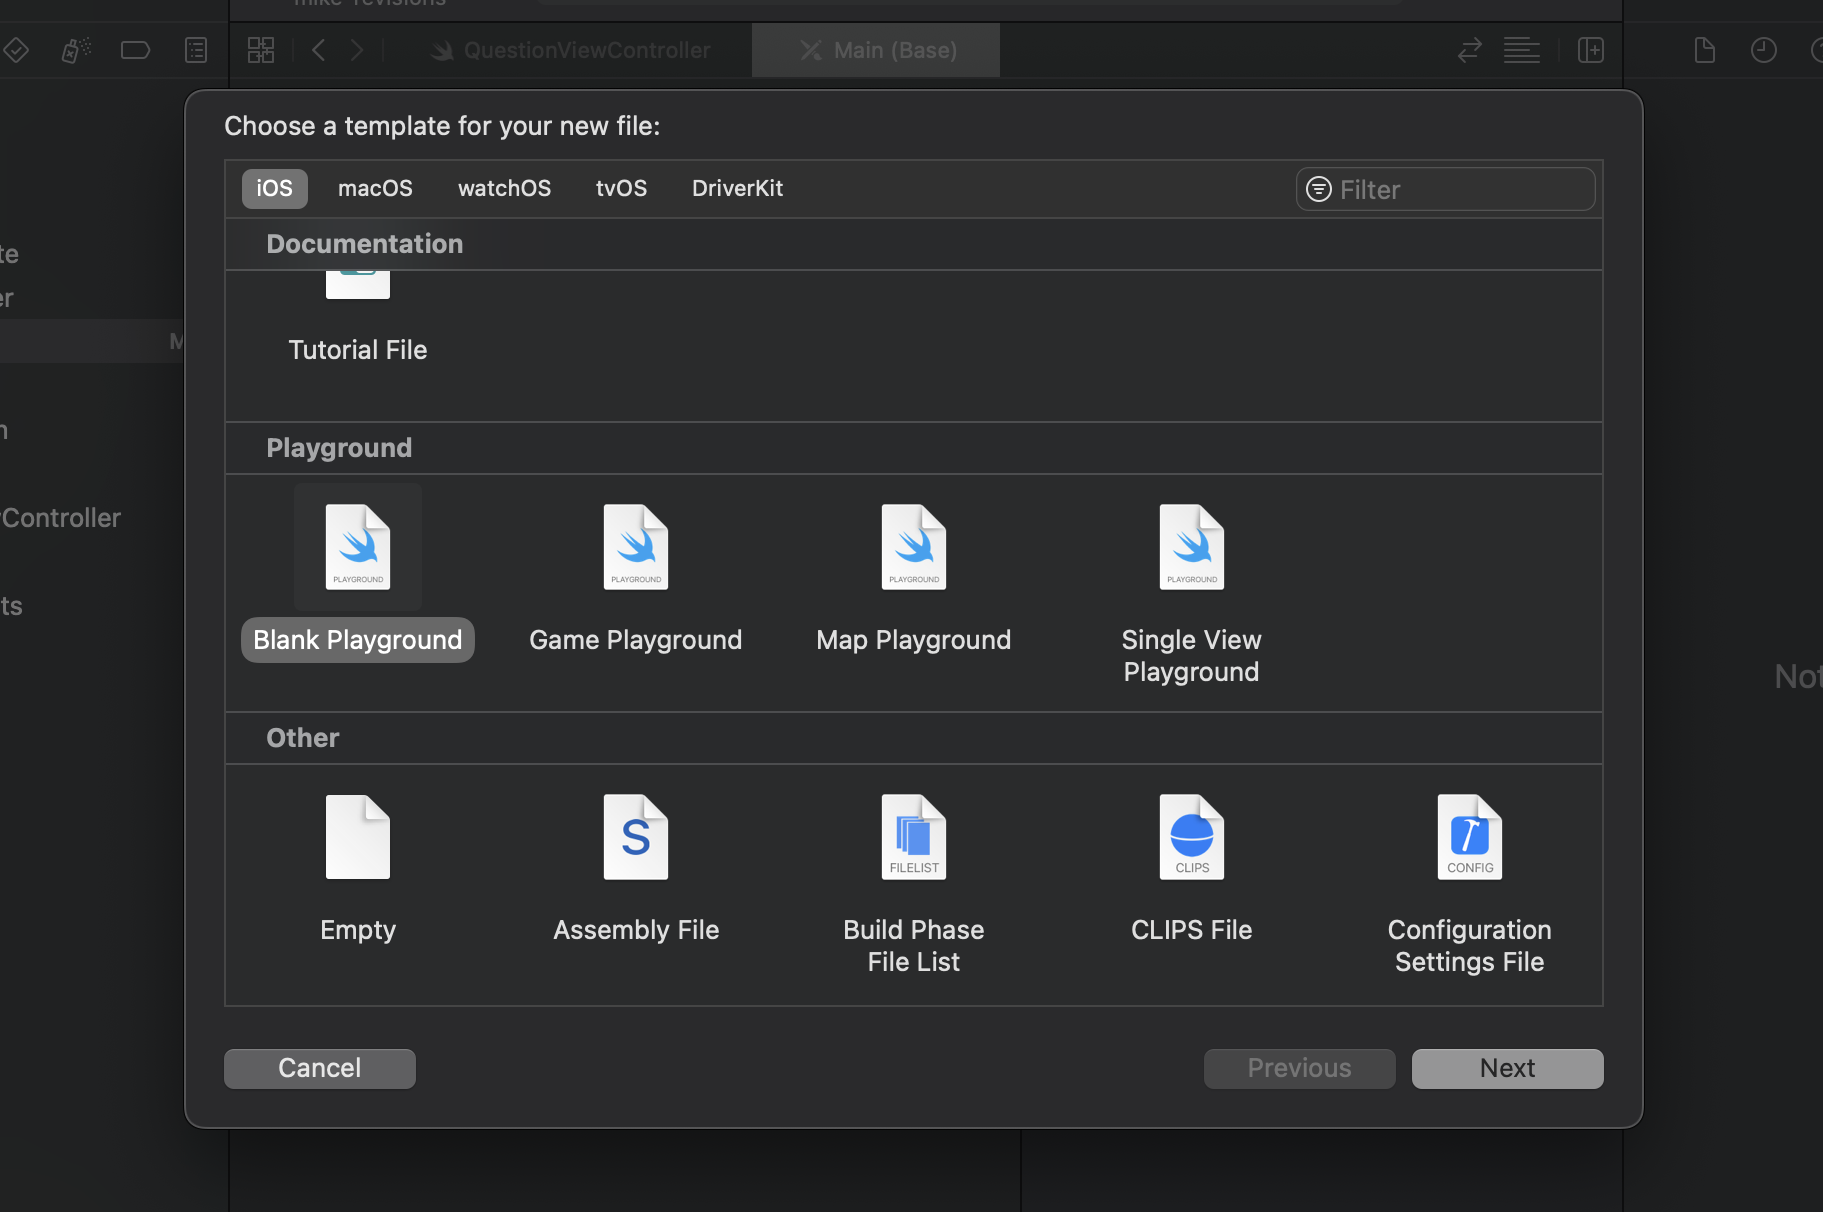 mike-revisions
QuestionViewController
Main (Base)
Choose a template for your new file:
iOS
macOS
watchOS
tvOS
DriverKit
Filter
Documentation
Tutorial File
Playground
PLAYGROUND
PLAYGROUND
PLAYGROUND
PLAYGROUND
Blank Playground
Game Playground
Map Playground
Single View
Playground
Other
S
FILELIST
CLIPS
CONFIG
Empty
Assembly File
Build Phase
File List
CLIPS File
Configuration
Settings File
Cancel
Previous
Next
te
er
M
Controller
ts
Not